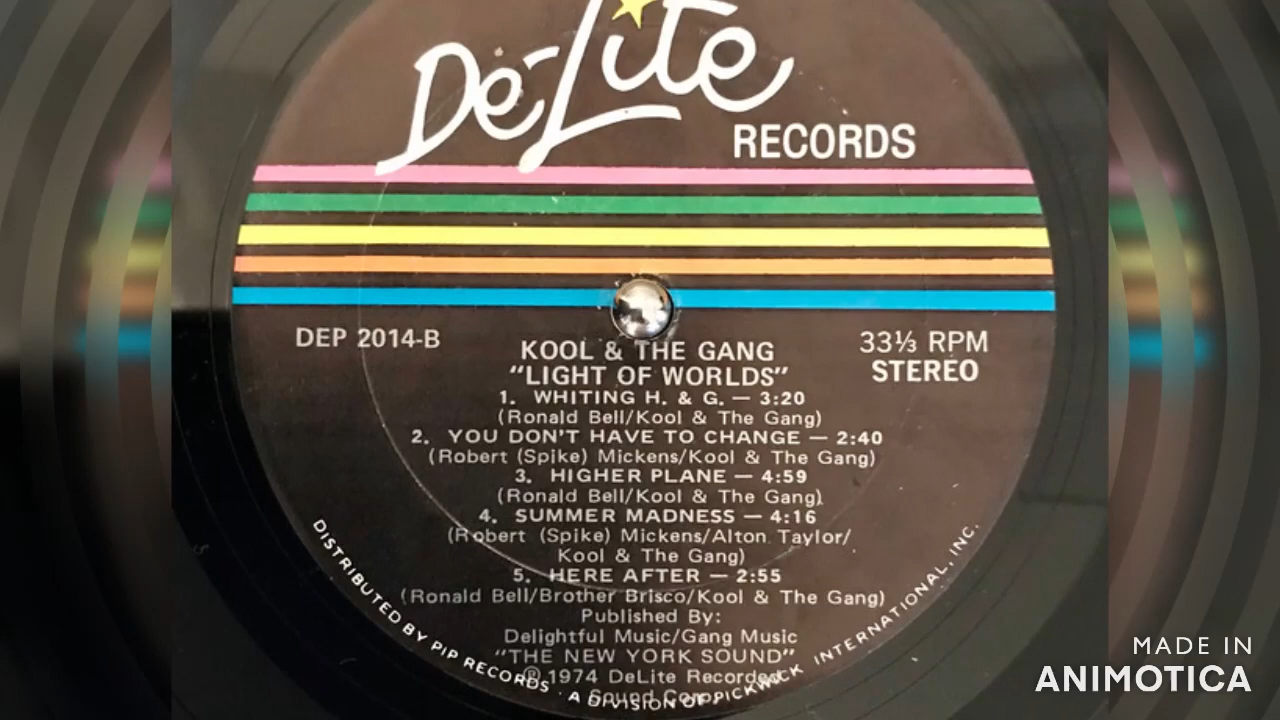 De-Lite
RECORDS
DEP 2014-B
33⅓ RPM
STEREO
KOOL & THE GANG
"LIGHT OF WORLDS"
1. WHITING H. & G. — 3:20
(Ronald Bell/Kool & The Gang)
2. YOU DON'T HAVE TO CHANGE — 2:40
(Robert (Spike) Mickens/Kool & The Gang)
3. HIGHER PLANE — 4:59
(Ronald Bell/Kool & The Gang)
4. SUMMER MADNESS — 4:16
(Robert (Spike) Mickens/Alton Taylor/
Kool & The Gang)
5. HERE AFTER — 2:55
(Ronald Bell/Brother Brisco/Kool & The Gang)
Published By:
Delightful Music/Gang Music
"THE NEW YORK SOUND"
℗ 1974 DeLite Recorded
Sound Corp.
DISTRIBUTED BY PIP RECORDS · A DIVISION OF PICKWICK INTERNATIONAL, INC.
MADE IN
ANIMOTICA